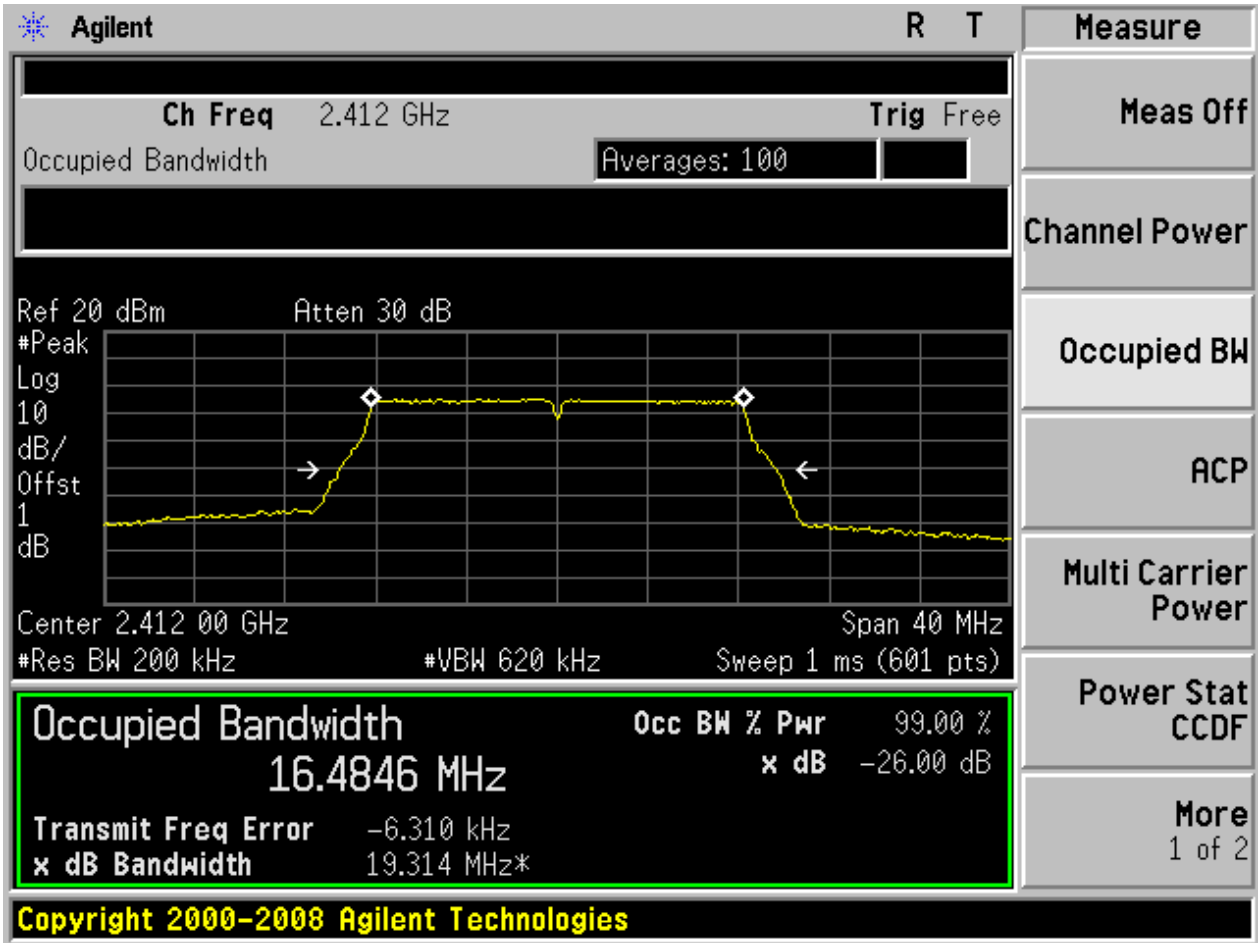 Agilent R T
Measure
Ch Freq 2.412 GHz Trig Free
Occupied Bandwidth Averages: 100
Ref 20 dBm Atten 30 dB
#Peak
Log
10
dB/
Offst
1
dB
Center 2.412 00 GHz Span 40 MHz
#Res BW 200 kHz #VBW 620 kHz Sweep 1 ms (601 pts)
Occupied Bandwidth
16.4846 MHz
Occ BW % Pwr 99.00 %
x dB -26.00 dB
Transmit Freq Error -6.310 kHz
x dB Bandwidth 19.314 MHz*
Meas Off
Channel Power
Occupied BW
ACP
Multi Carrier
Power
Power Stat
CCDF
More
1 of 2
Copyright 2000-2008 Agilent Technologies